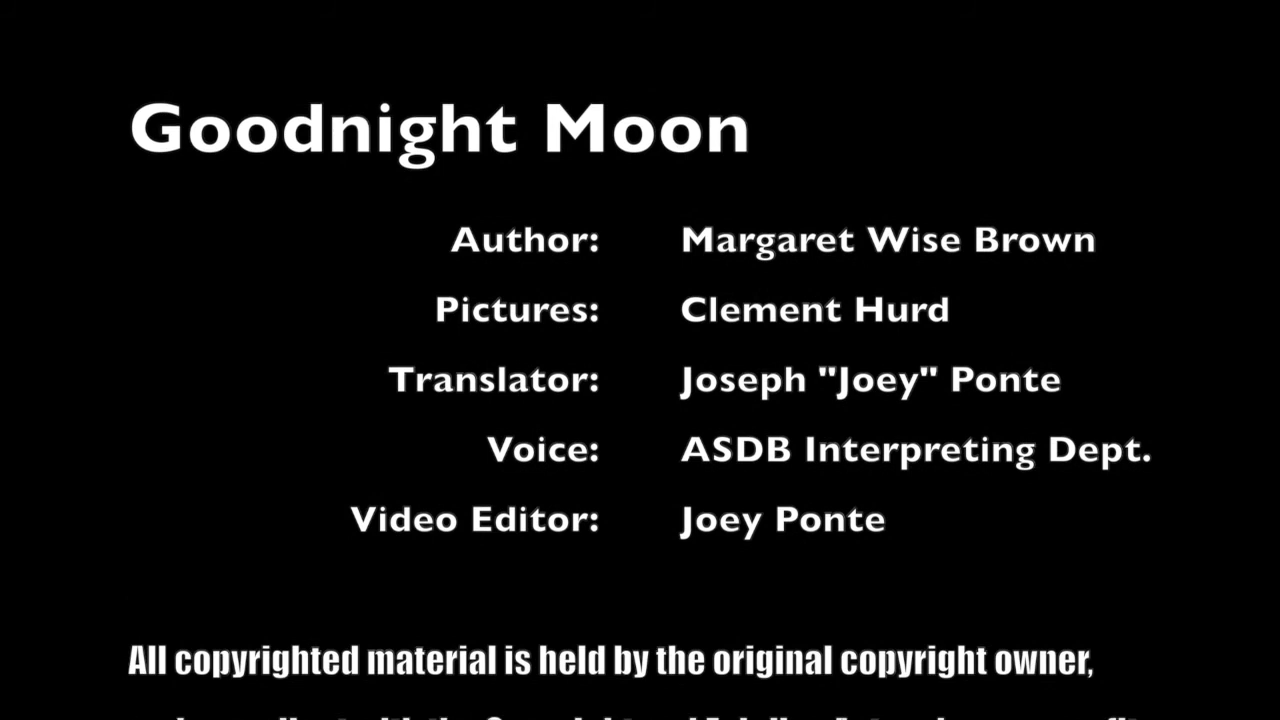 Goodnight Moon
Author: Margaret Wise Brown
Pictures: Clement Hurd
Translator: Joseph "Joey" Ponte
Voice: ASDB Interpreting Dept.
Video Editor: Joey Ponte
All copyrighted material is held by the original copyright owner,